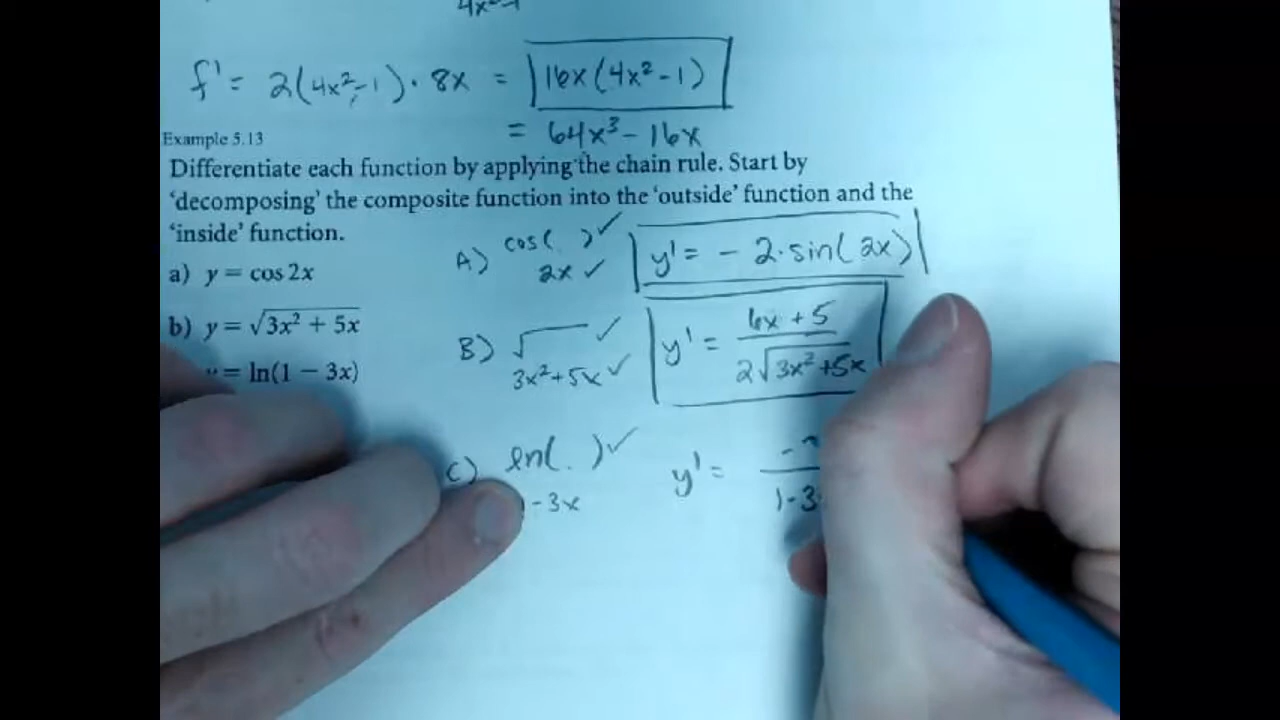 f' = 2(4x²-1)·8x = 16x(4x²-1)
= 64x³ - 16x
Example 5.13
Differentiate each function by applying the chain rule. Start by
‘decomposing’ the composite function into the ‘outside’ function and the
‘inside’ function.
a) y = cos 2x
b) y = √3x² + 5x
= ln(1 − 3x)
A) cos( ) ✓
2x ✓
y' = - 2·sin(2x)
B) √ ✓
3x²+5x ✓
y' = 6x + 5
2√3x²+5x
C) ln( ) ✓
-3x
y' =
1-3